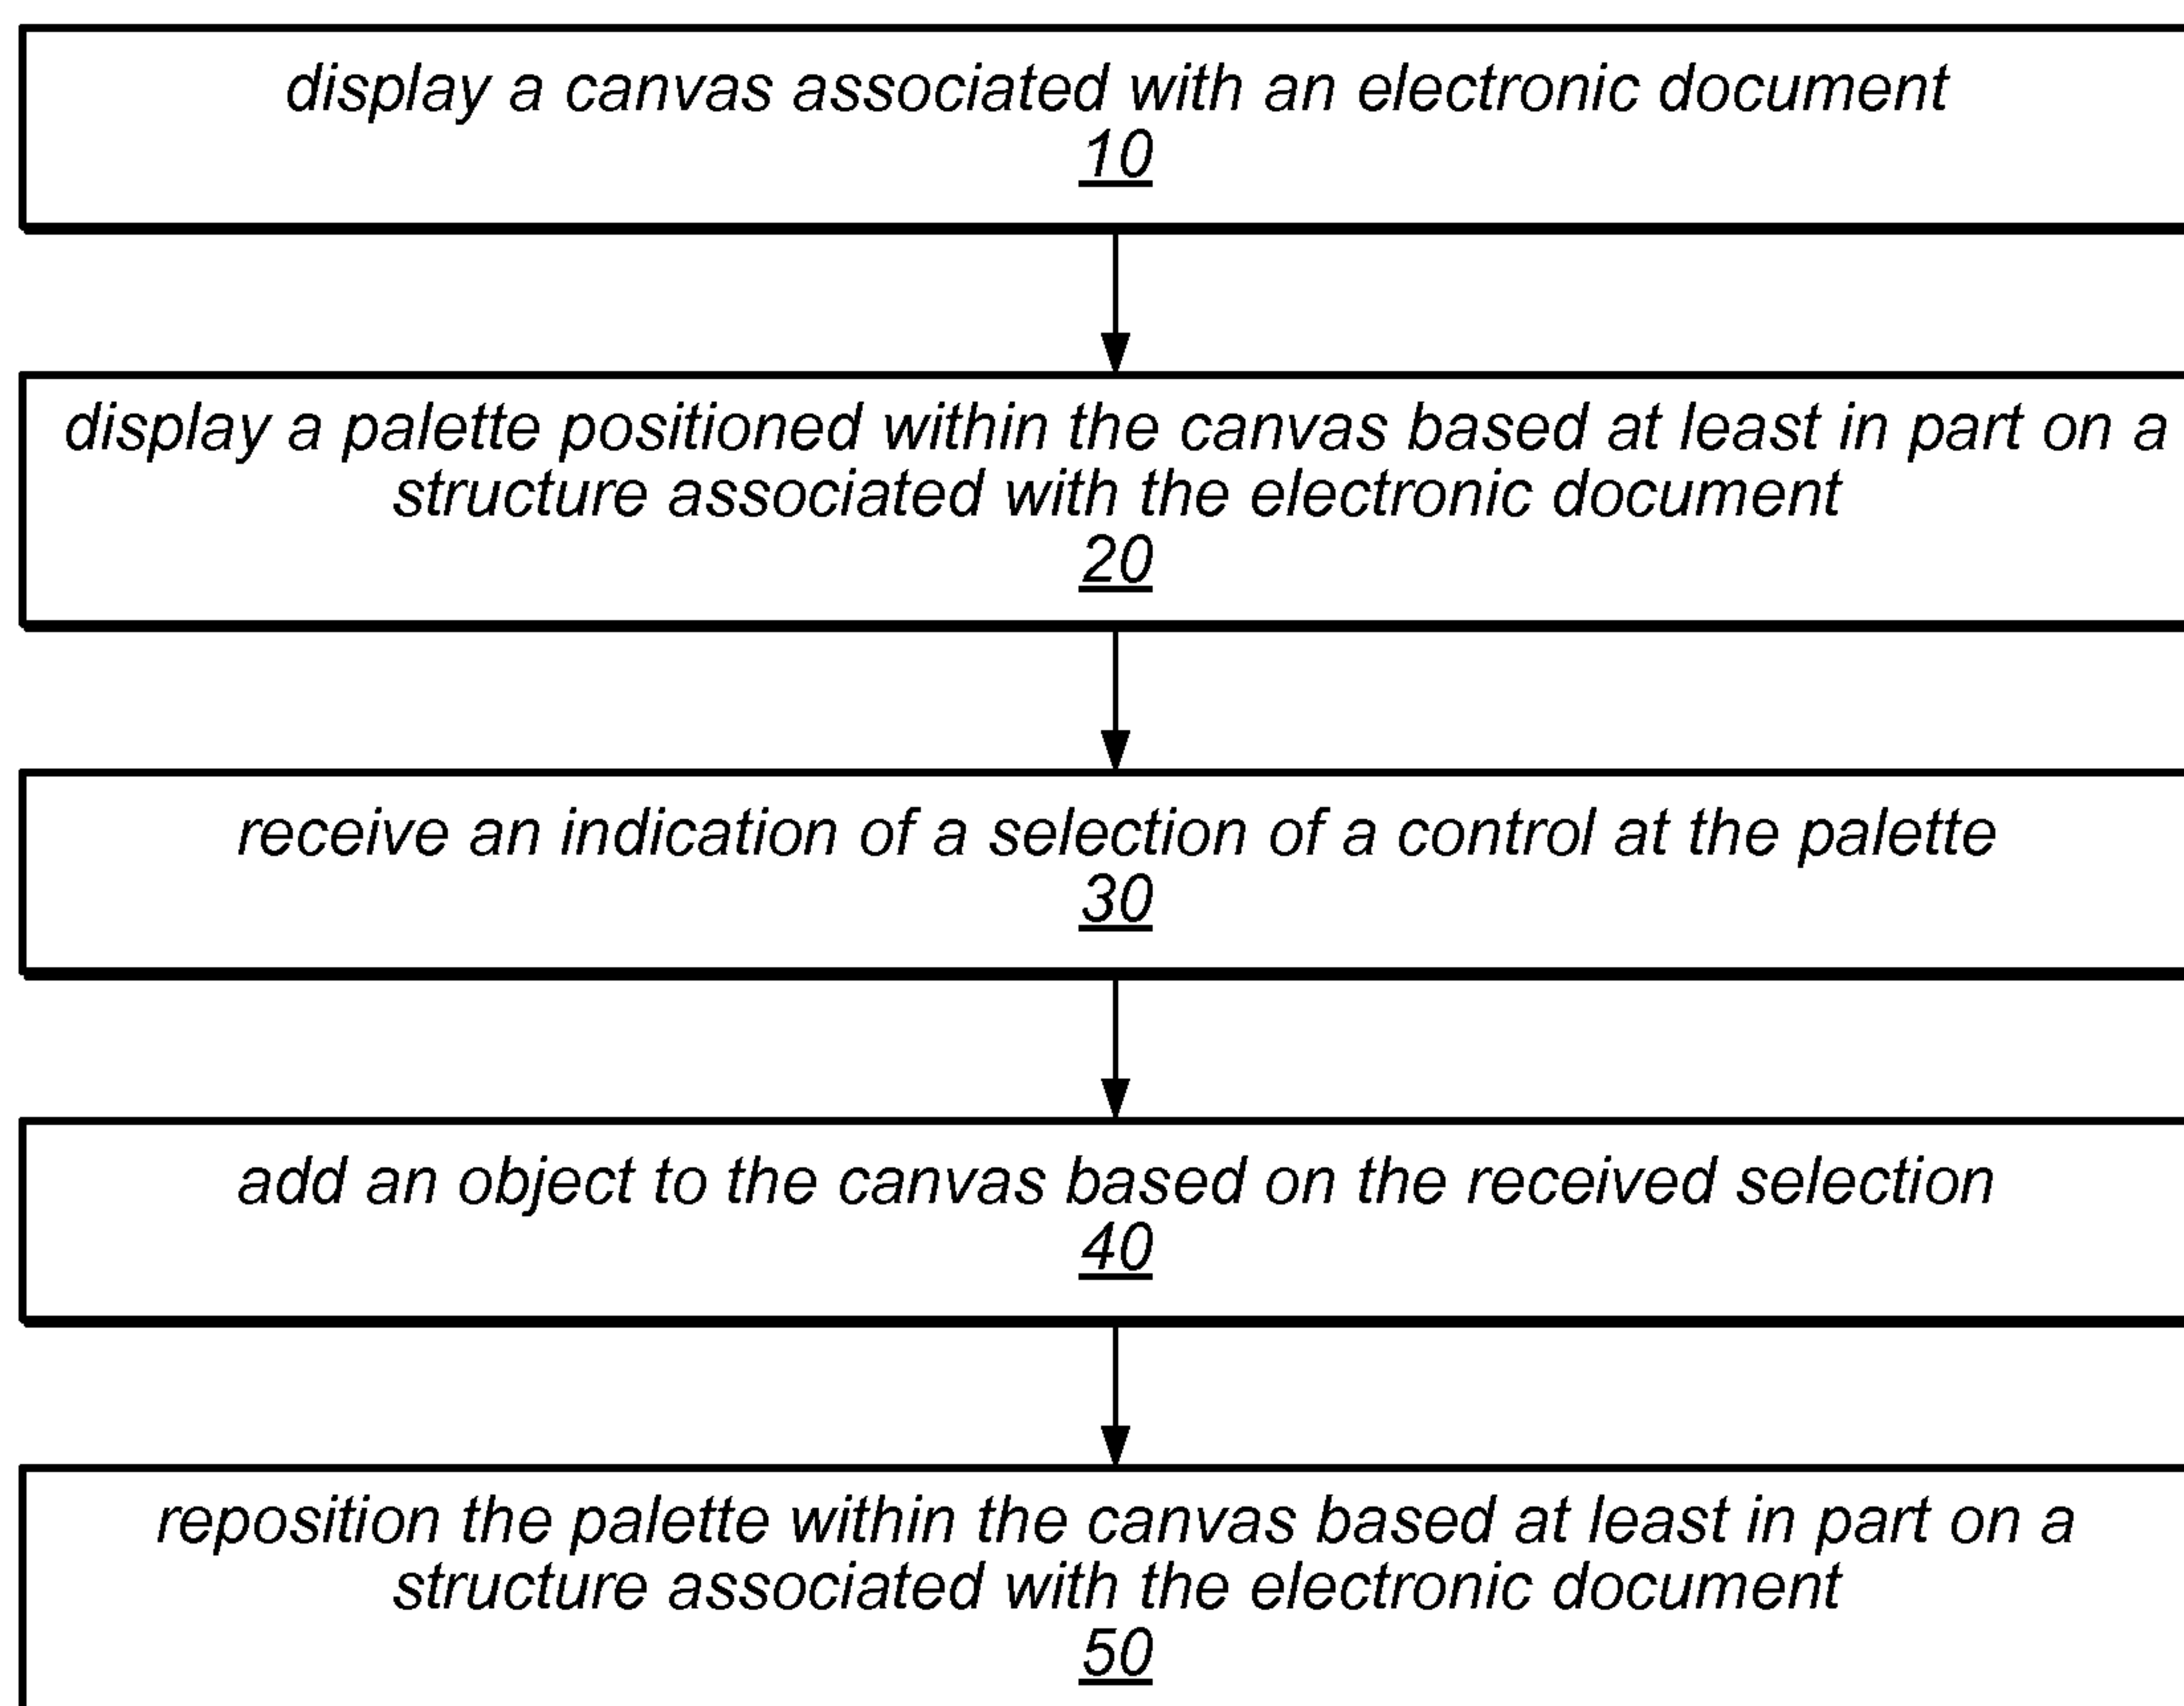 display a canvas associated with an electronic document
10
display a palette positioned within the canvas based at least in part on a
structure associated with the electronic document
20
receive an indication of a selection of a control at the palette
30
add an object to the canvas based on the received selection
40
reposition the palette within the canvas based at least in part on a
structure associated with the electronic document
50